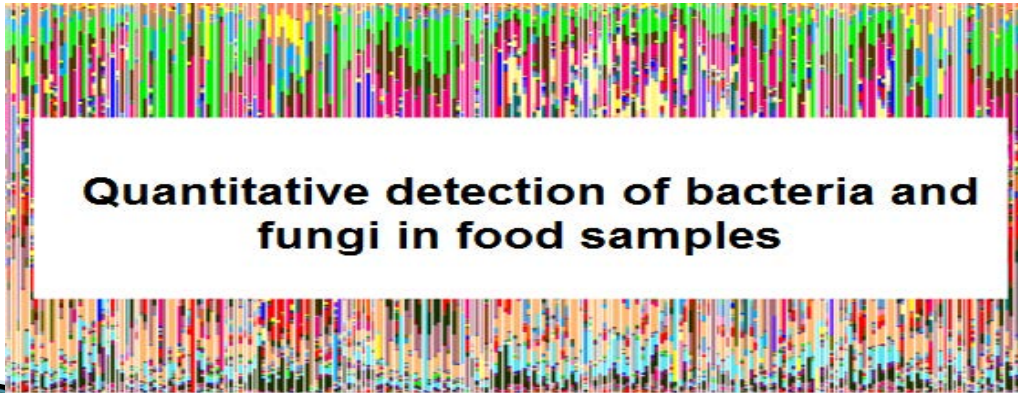 Quantitative detection of bacteria and
fungi in food samples